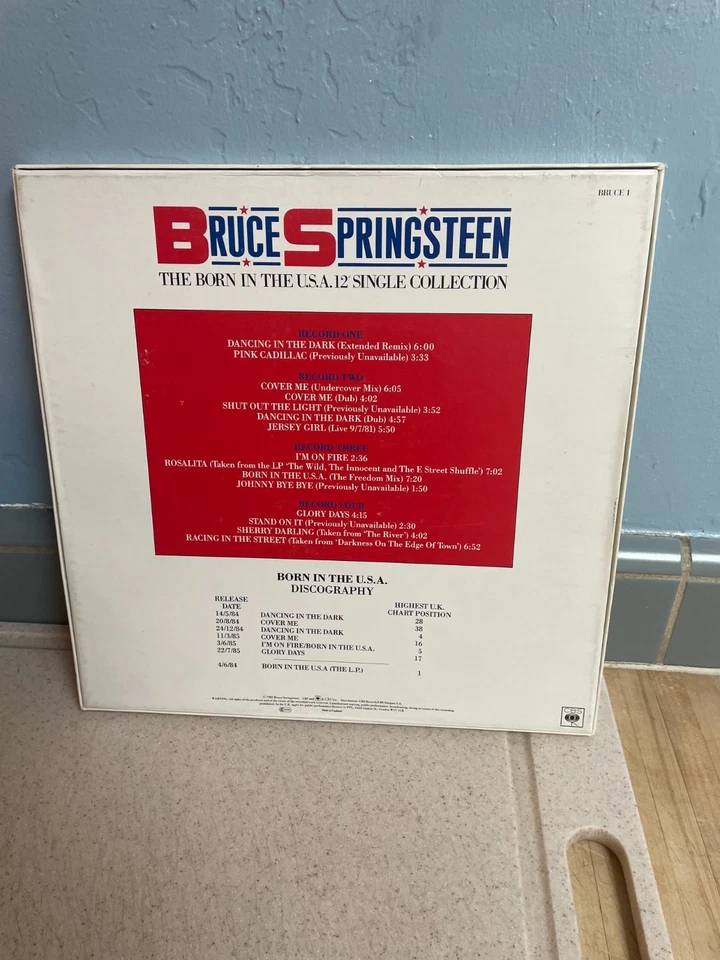 BRUCE 1
BRUCE SPRINGSTEEN
THE BORN IN THE U.S.A. 12" SINGLE COLLECTION
RECORD ONE
DANCING IN THE DARK (Extended Remix) 6:00
PINK CADILLAC (Previously Unavailable) 3:33
RECORD TWO
COVER ME (Undercover Mix) 6:05
COVER ME (Dub) 4:02
SHUT OUT THE LIGHT (Previously Unavailable) 3:52
DANCING IN THE DARK (Dub) 4:57
JERSEY GIRL (Live 9/7/81) 5:50
RECORD THREE
I'M ON FIRE 2:36
ROSALITA (Taken from the LP 'The Wild, The Innocent and The E Street Shuffle') 7:02
BORN IN THE U.S.A. (The Freedom Mix) 7:20
JOHNNY BYE BYE (Previously Unavailable) 1:50
RECORD FOUR
GLORY DAYS 4:15
STAND ON IT (Previously Unavailable) 2:30
SHERRY DARLING (Taken from 'The River') 4:02
RACING IN THE STREET (Taken from 'Darkness On The Edge Of Town') 6:52
BORN IN THE U.S.A.
DISCOGRAPHY
RELEASE DATE
HIGHEST U.K. CHART POSITION
14/5/84 DANCING IN THE DARK 28
20/8/84 COVER ME 38
24/12/84 DANCING IN THE DARK 4
11/3/85 COVER ME 16
3/6/85 I'M ON FIRE/BORN IN THE U.S.A. 5
22/7/85 GLORY DAYS 17
4/6/84 BORN IN THE U.S.A (THE L.P.) 1
CBS